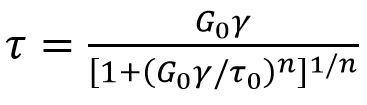 τ = G₀γ / [1+(G₀γ/τ₀)ⁿ]^{1/n}